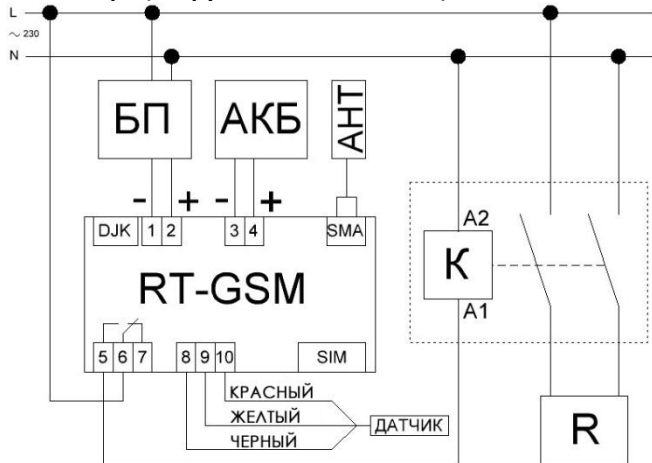 L
~ 230
N
БП
АКБ
АНТ
- +
- +
DJK
1 2
3 4
SMA
A2
К
A1
RT-GSM
5 6 7
8 9 10
SIM
КРАСНЫЙ
ЖЕЛТЫЙ
ДАТЧИК
ЧЕРНЫЙ
R